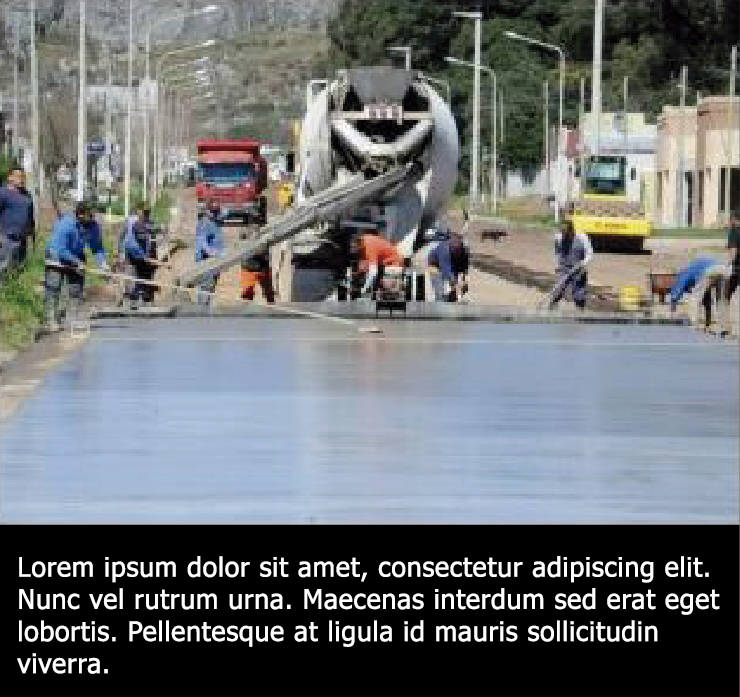 Lorem ipsum dolor sit amet, consectetur adipiscing elit.
Nunc vel rutrum urna. Maecenas interdum sed erat eget
lobortis. Pellentesque at ligula id mauris sollicitudin
viverra.